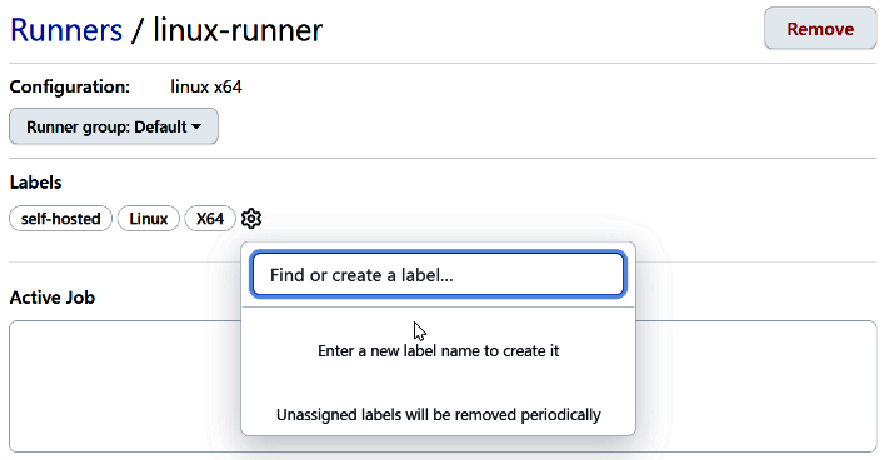 Runners / linux-runner
Remove
Configuration: linux x64
Runner group: Default
Labels
self-hosted Linux X64
Find or create a label...
Active Job
Enter a new label name to create it
Unassigned labels will be removed periodically